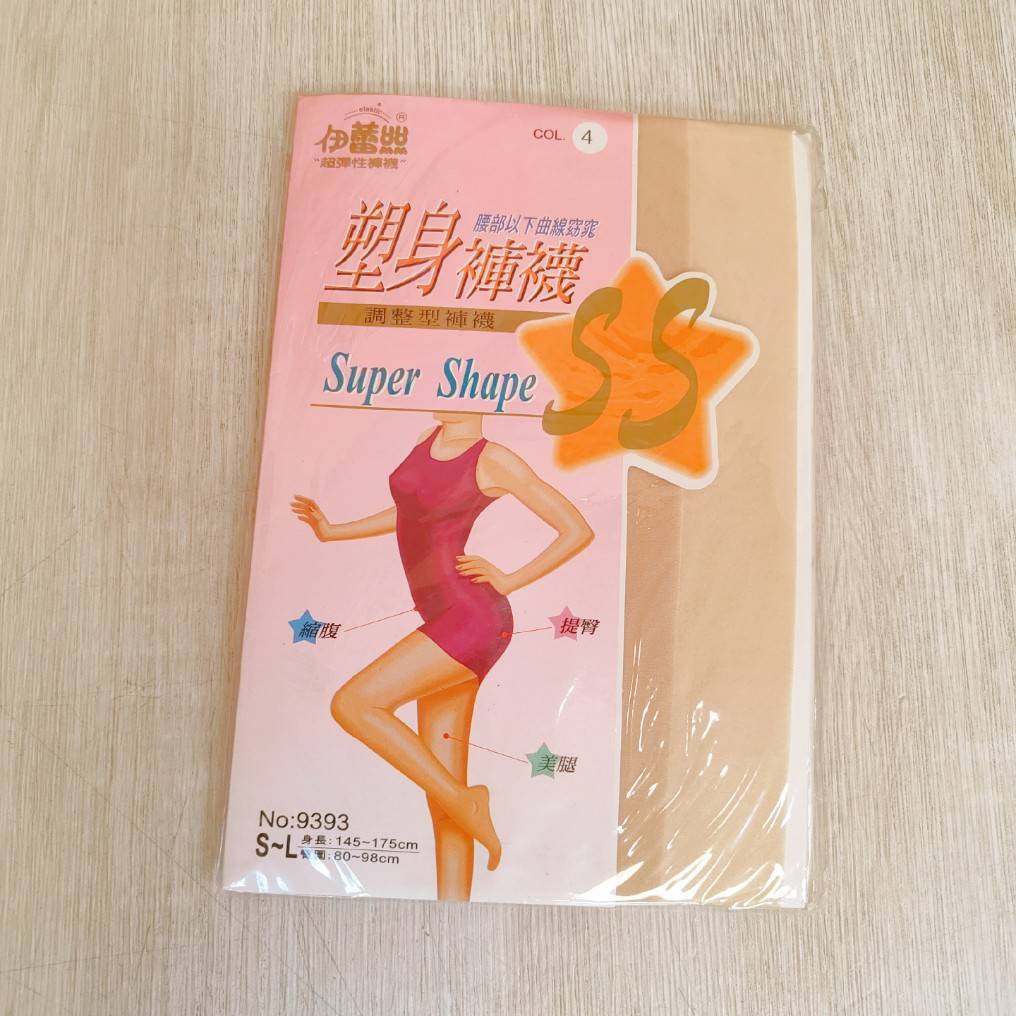 elastic
®
伊蕾絲
"超彈性褲襪"
COL. 4
腰部以下曲線窈窕
塑身褲襪
調整型褲襪
SS
Super Shape
縮腹
提臀
美腿
No:9393
S~L
身長:145~175cm
臀圍:80~98cm